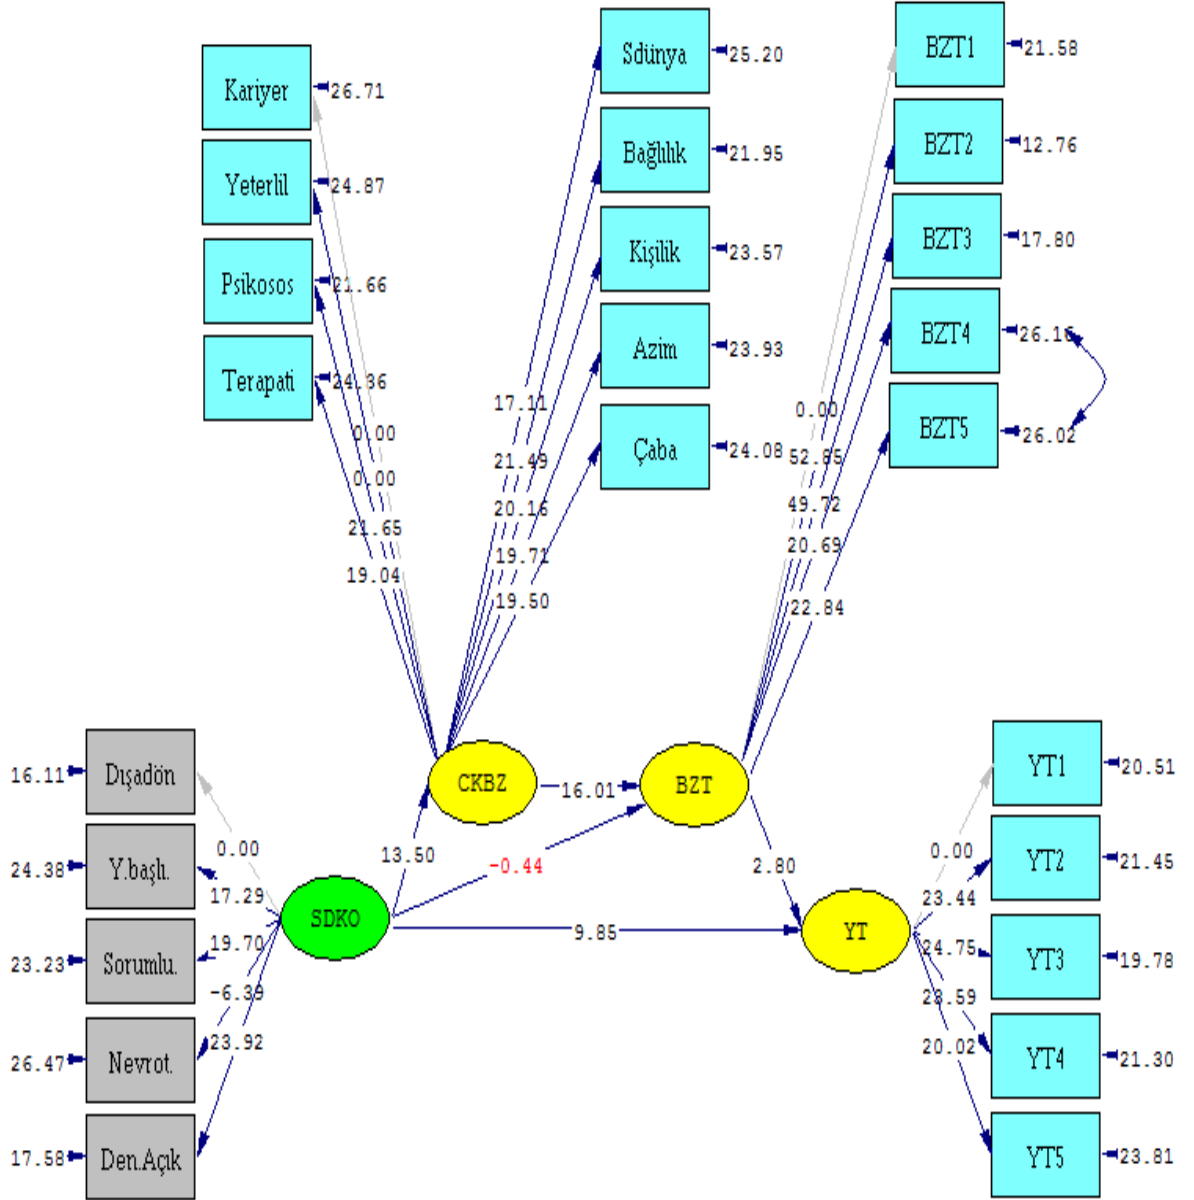 Kariyer
26.71
Yeterlil
24.87
Psikosos
21.66
Terapati
24.36
Sdünya
25.20
Bağlılık
21.95
Kişilik
23.57
Azim
23.93
Çaba
24.08
BZT1
21.58
BZT2
12.76
BZT3
17.80
BZT4
26.16
BZT5
26.02
0.00
0.00
21.65
19.04
17.11
21.49
20.16
19.71
19.50
0.00
52.85
49.72
20.69
22.84
CKBZ
16.01
BZT
13.50
-0.44
2.80
SDKO
9.85
YT
16.11
Dışadön
24.38
Y.başlı.
23.23
Sorumlu.
26.47
Nevrot.
17.58
Den.Açık
0.00
17.29
19.70
-6.39
23.92
0.00
23.44
24.75
23.59
20.02
YT1
20.51
YT2
21.45
YT3
19.78
YT4
21.30
YT5
23.81